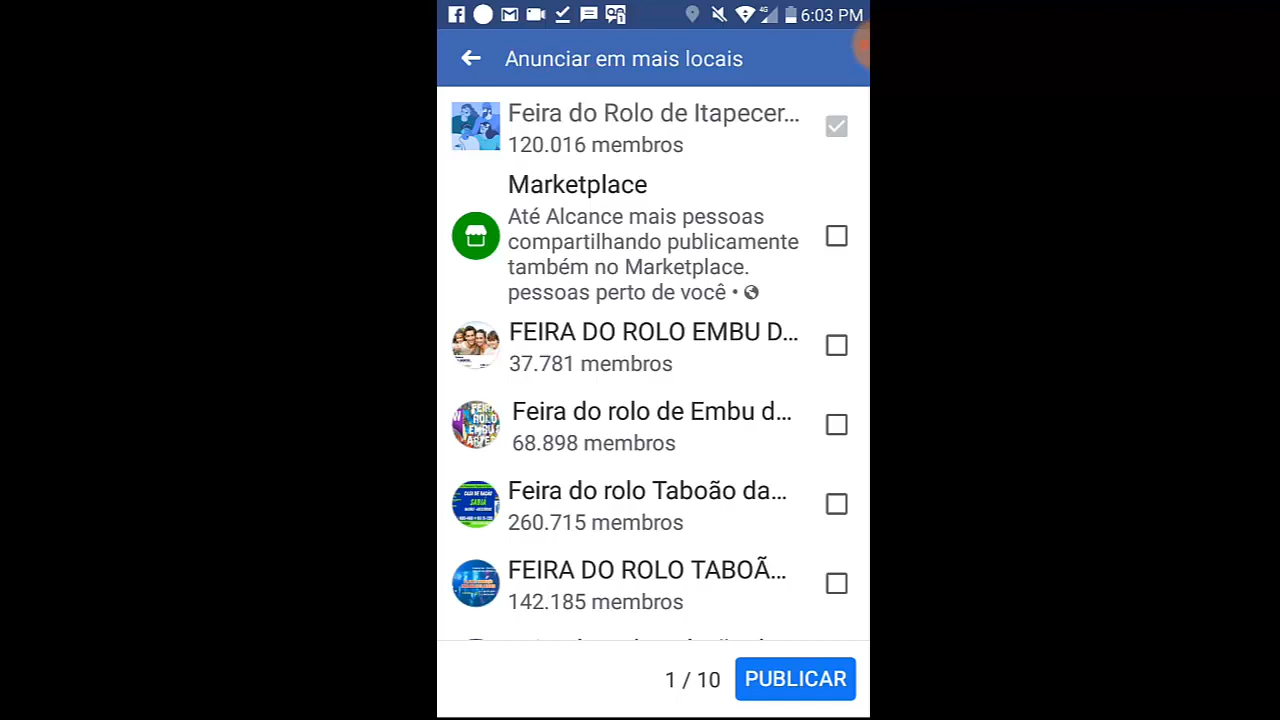 4G
6:03 PM
Anunciar em mais locais
Feira do Rolo de Itapecer...
120.016 membros
Marketplace
Até Alcance mais pessoas
compartilhando publicamente
também no Marketplace.
pessoas perto de você •
FEIRA DO ROLO EMBU D...
37.781 membros
Feira do rolo de Embu d...
68.898 membros
Feira do rolo Taboão da...
260.715 membros
FEIRA DO ROLO TABOÃ...
142.185 membros
1 / 10
PUBLICAR